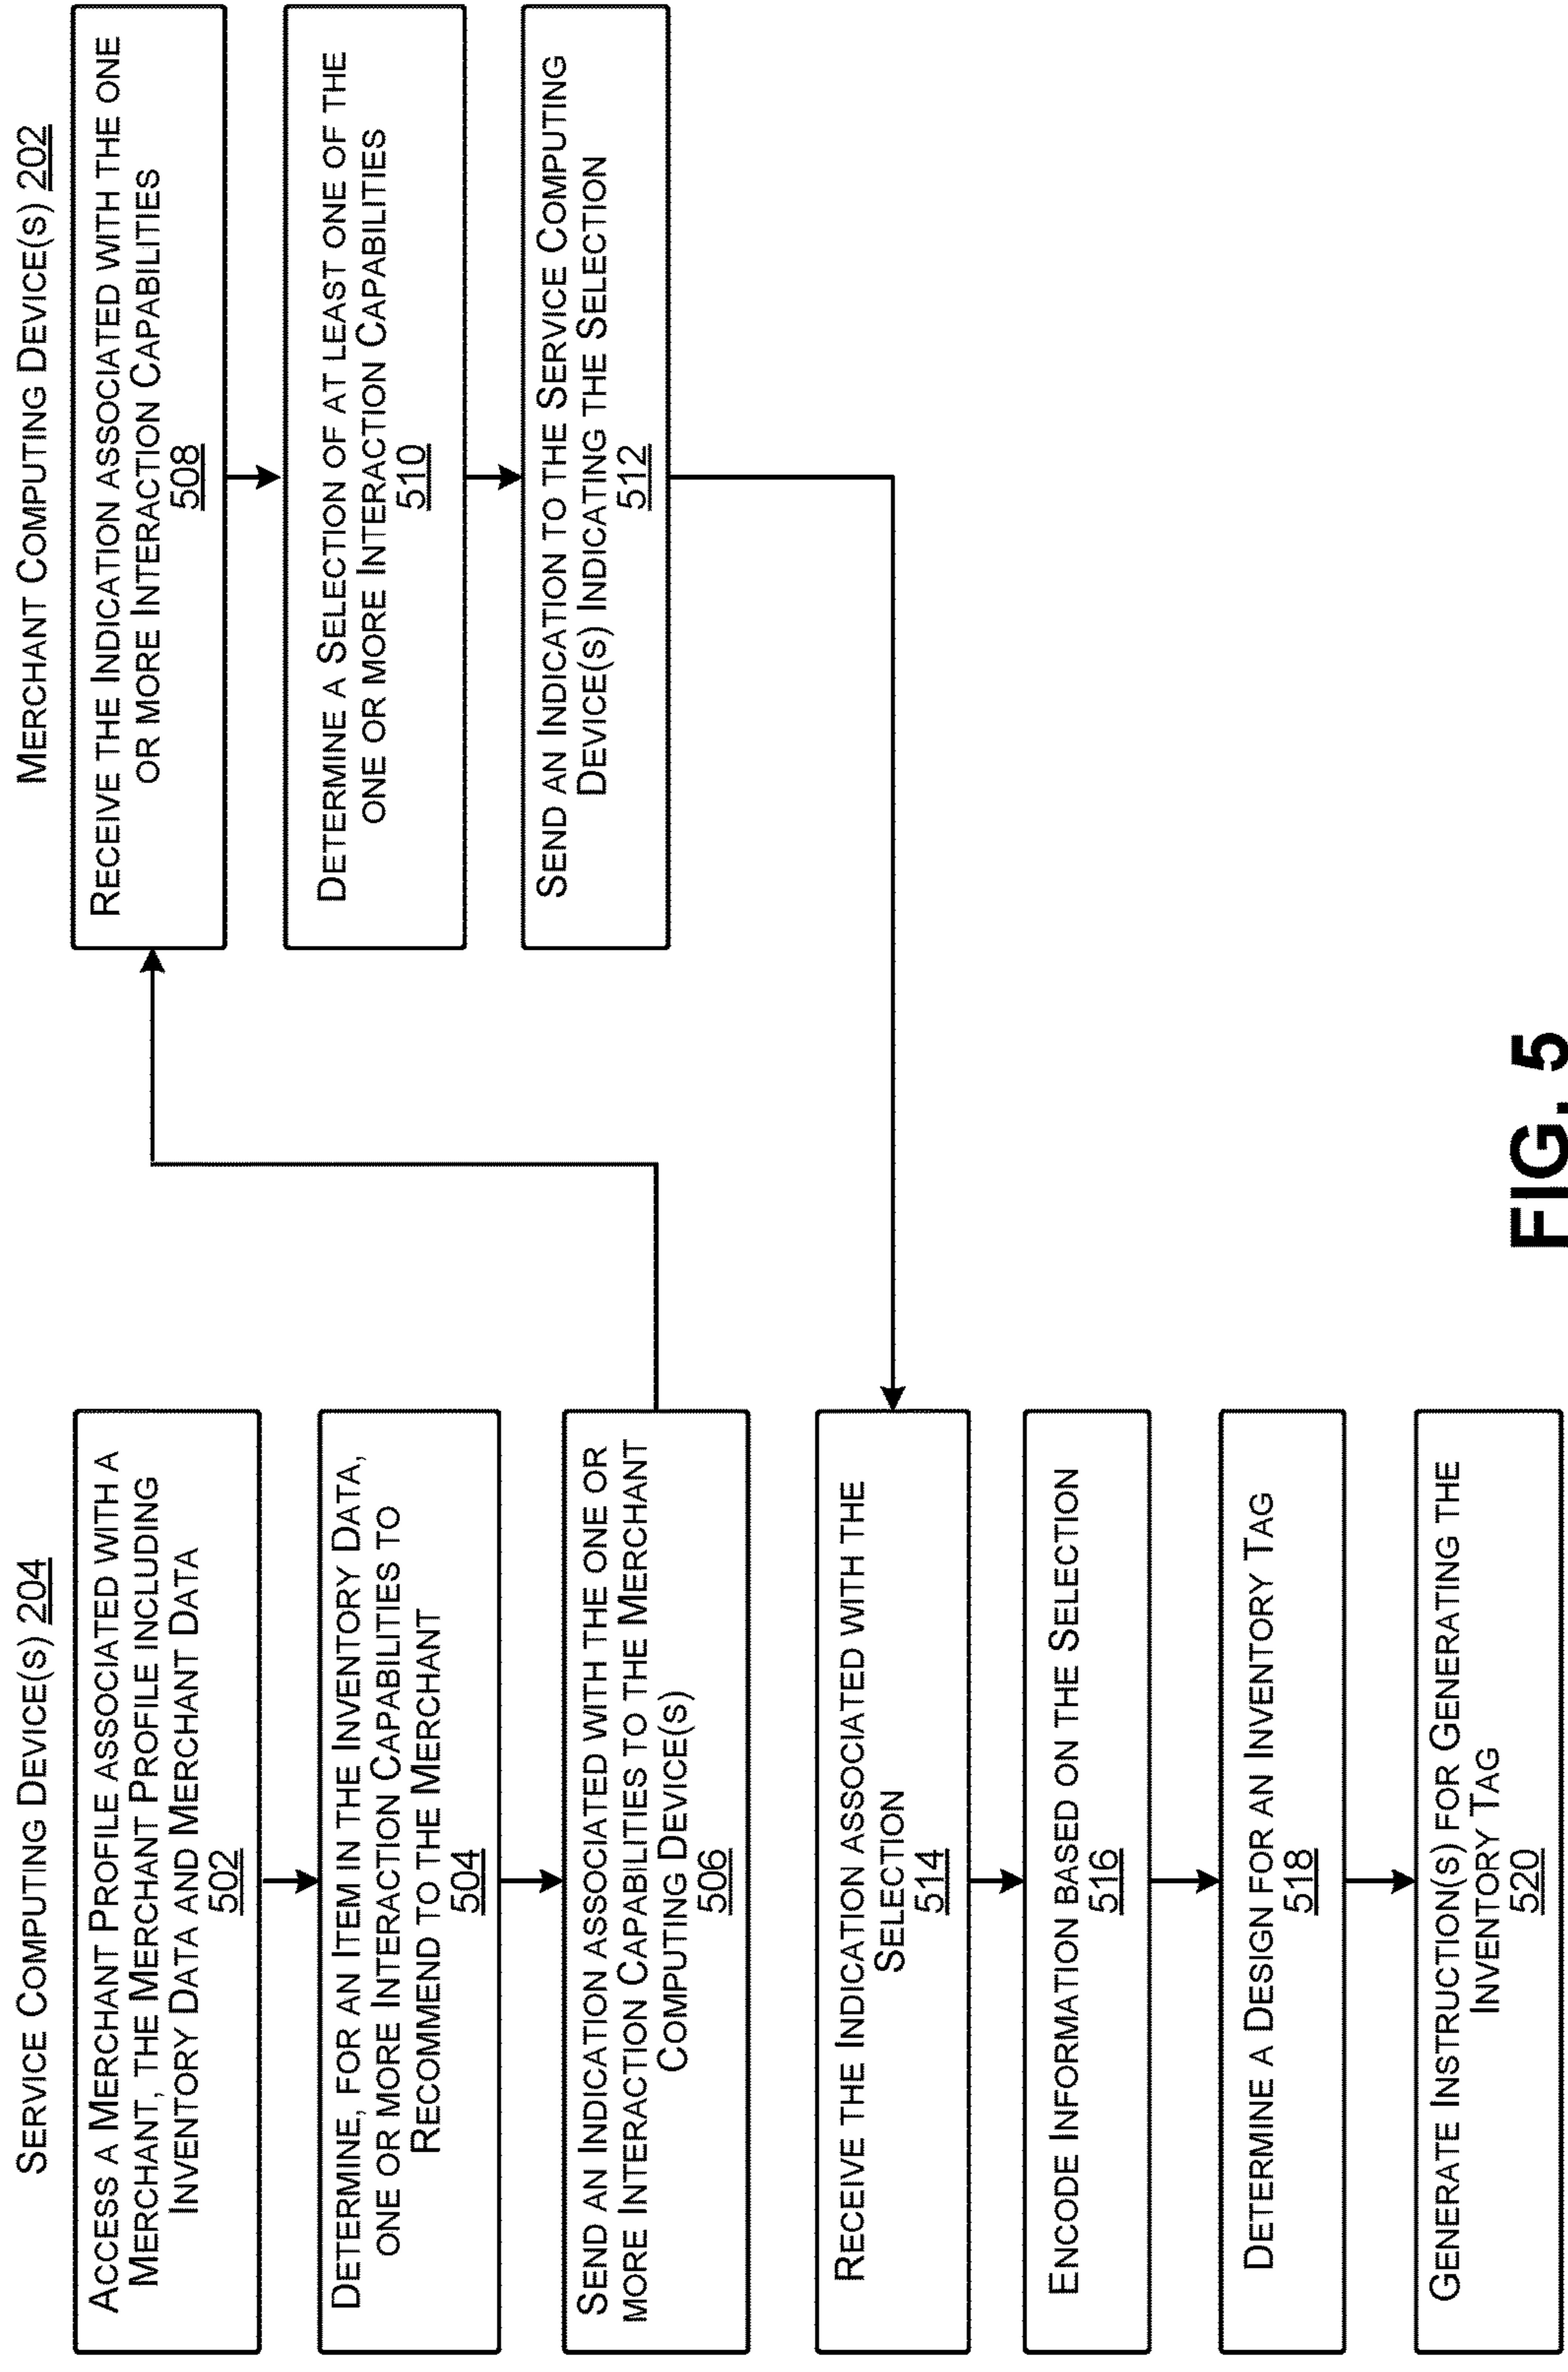 SERVICE COMPUTING DEVICE(S) 204
ACCESS A MERCHANT PROFILE ASSOCIATED WITH A
MERCHANT, THE MERCHANT PROFILE INCLUDING
INVENTORY DATA AND MERCHANT DATA
502
DETERMINE, FOR AN ITEM IN THE INVENTORY DATA,
ONE OR MORE INTERACTION CAPABILITIES TO
RECOMMEND TO THE MERCHANT
504
SEND AN INDICATION ASSOCIATED WITH THE ONE OR
MORE INTERACTION CAPABILITIES TO THE MERCHANT
COMPUTING DEVICE(S)
506
MERCHANT COMPUTING DEVICE(S) 202
RECEIVE THE INDICATION ASSOCIATED WITH THE ONE
OR MORE INTERACTION CAPABILITIES
508
DETERMINE A SELECTION OF AT LEAST ONE OF THE
ONE OR MORE INTERACTION CAPABILITIES
510
SEND AN INDICATION TO THE SERVICE COMPUTING
DEVICE(S) INDICATING THE SELECTION
512
RECEIVE THE INDICATION ASSOCIATED WITH THE
SELECTION
514
ENCODE INFORMATION BASED ON THE SELECTION
516
DETERMINE A DESIGN FOR AN INVENTORY TAG
518
GENERATE INSTRUCTION(S) FOR GENERATING THE
INVENTORY TAG
520
FIG. 5